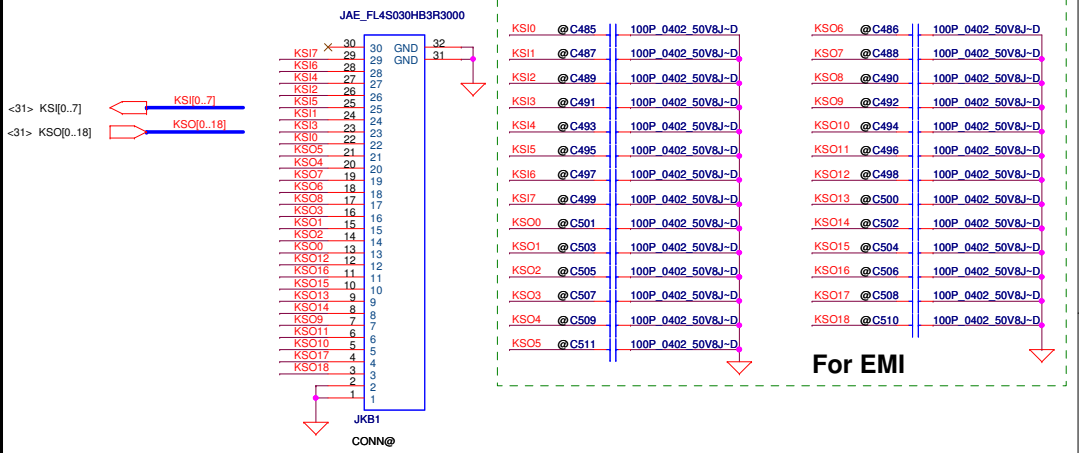 JAE_FL4S030HB3R3000
30 30 GND 32
KSI7 29 29 GND 31
KSI6 28 28
KSI4 27 27
KSI2 26 26
KSI5 25 25
KSI1 24 24
KSI3 23 23
KSI0 22 22
KSO5 21 21
KSO4 20 20
KSO7 19 19
KSO6 18 18
KSO8 17 17
KSO3 16 16
KSO1 15 15
KSO2 14 14
KSO0 13 13
KSO12 12 12
KSO16 11 11
KSO15 10 10
KSO13 9 9
KSO14 8 8
KSO9 7 7
KSO11 6 6
KSO10 5 5
KSO17 4 4
KSO18 3 3
2 2
1 1
JKB1
CONN@
<31> KSI[0..7] KSI[0..7]
<31> KSO[0..18] KSO[0..18]
KSI0 @C485 100P_0402_50V8J~D
KSI1 @C487 100P_0402_50V8J~D
KSI2 @C489 100P_0402_50V8J~D
KSI3 @C491 100P_0402_50V8J~D
KSI4 @C493 100P_0402_50V8J~D
KSI5 @C495 100P_0402_50V8J~D
KSI6 @C497 100P_0402_50V8J~D
KSI7 @C499 100P_0402_50V8J~D
KSO0 @C501 100P_0402_50V8J~D
KSO1 @C503 100P_0402_50V8J~D
KSO2 @C505 100P_0402_50V8J~D
KSO3 @C507 100P_0402_50V8J~D
KSO4 @C509 100P_0402_50V8J~D
KSO5 @C511 100P_0402_50V8J~D
KSO6 @C486 100P_0402_50V8J~D
KSO7 @C488 100P_0402_50V8J~D
KSO8 @C490 100P_0402_50V8J~D
KSO9 @C492 100P_0402_50V8J~D
KSO10 @C494 100P_0402_50V8J~D
KSO11 @C496 100P_0402_50V8J~D
KSO12 @C498 100P_0402_50V8J~D
KSO13 @C500 100P_0402_50V8J~D
KSO14 @C502 100P_0402_50V8J~D
KSO15 @C504 100P_0402_50V8J~D
KSO16 @C506 100P_0402_50V8J~D
KSO17 @C508 100P_0402_50V8J~D
KSO18 @C510 100P_0402_50V8J~D
For EMI